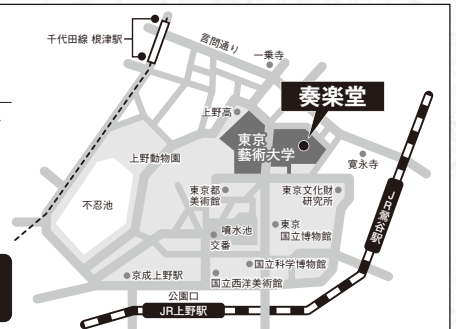 千代田線 根津駅
言問通り
一乗寺
奏楽堂
上野高
東京
藝術大学
上野動物園
寛永寺
東京都
美術館
東京文化財
研究所
不忍池
噴水池
東京
国立博物館
JR鶯谷駅
交番
国立科学博物館
京成上野駅
国立西洋美術館
公園口
JR上野駅